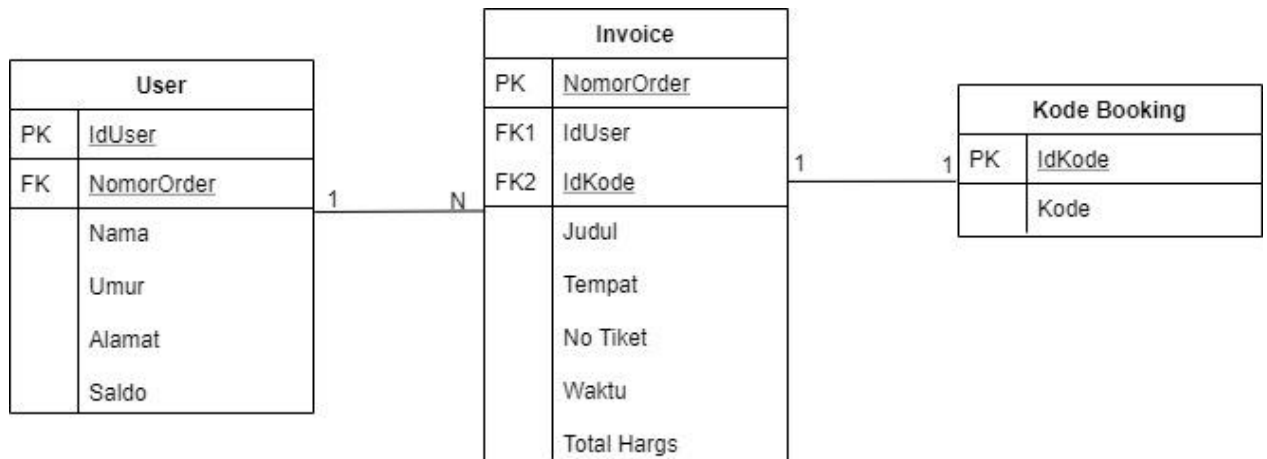 User
PK IdUser
FK NomorOrder
Nama
Umur
Alamat
Saldo
1 N
Invoice
PK NomorOrder
FK1 IdUser
FK2 IdKode
Judul
Tempat
No Tiket
Waktu
Total Hargs
1 1
Kode Booking
PK IdKode
Kode